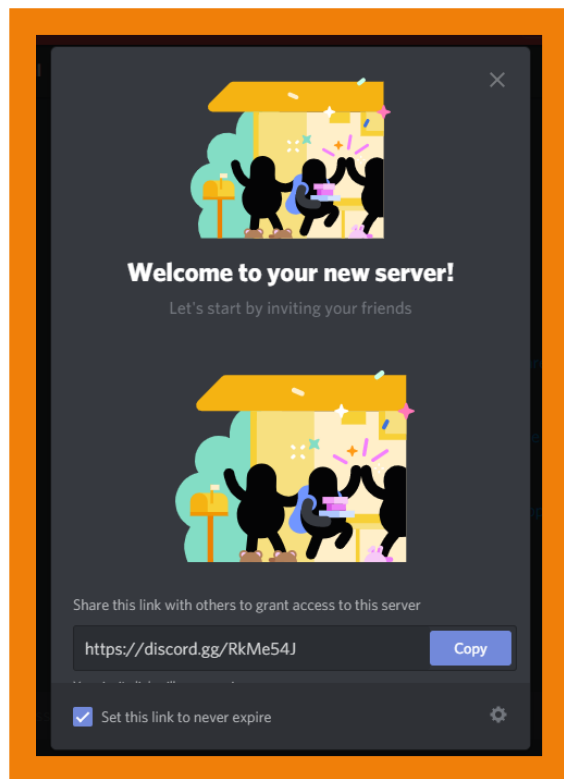 Welcome to your new server!
Let's start by inviting your friends
Share this link with others to grant access to this server
https://discord.gg/RkMe54J
Copy
Set this link to never expire